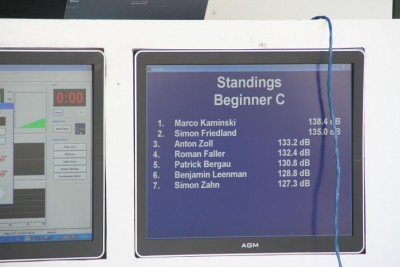 Standings
Beginner C
1. Marco Kaminski 138.4 dB
2. Simon Friedland 135.0 dB
3 Anton Zoll 133.2 dB
4. Roman Faller 132.4 dB
5. Patrick Bergau 130.8 dB
6. Benjamin Leenman 128.8 dB
7. Simon Zahn 127.3 dB
AGM
0:00